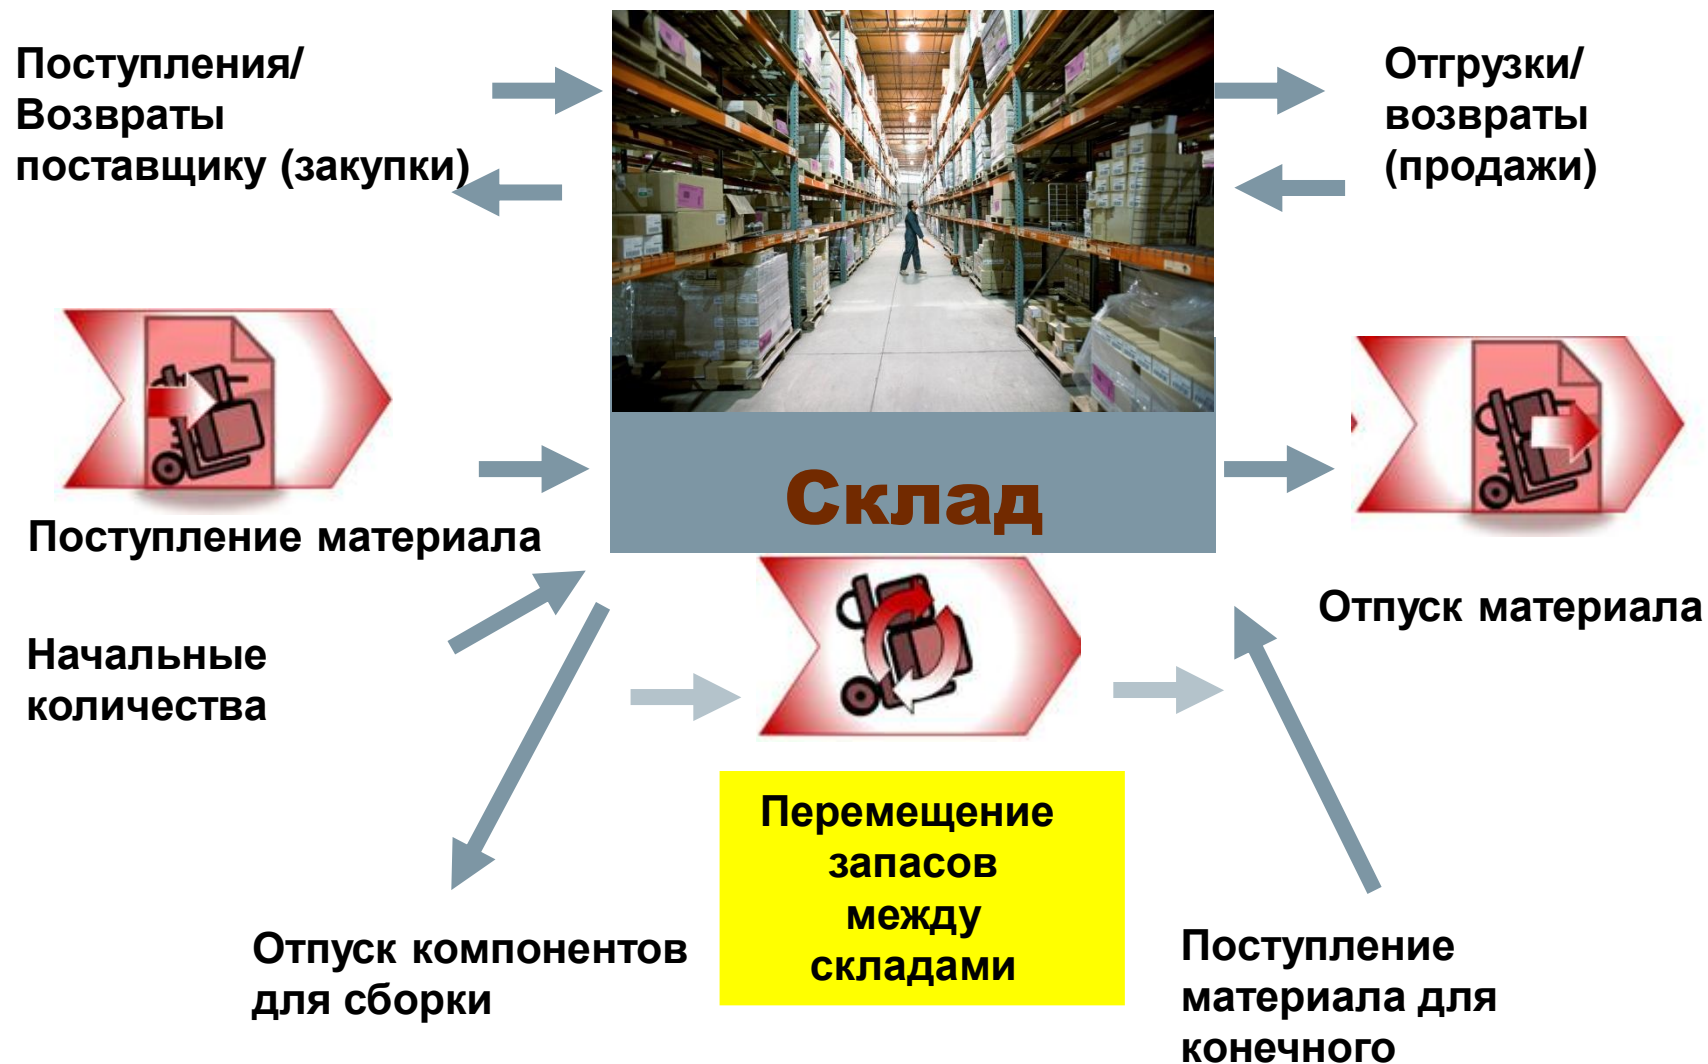 Поступления/
Возвраты
поставщику (закупки)
Отгрузки/
возвраты
(продажи)
Склад
Поступление материала
Отпуск материала
Начальные
количества
Перемещение
запасов
между
складами
Отпуск компонентов
для сборки
Поступление
материала для
конечного